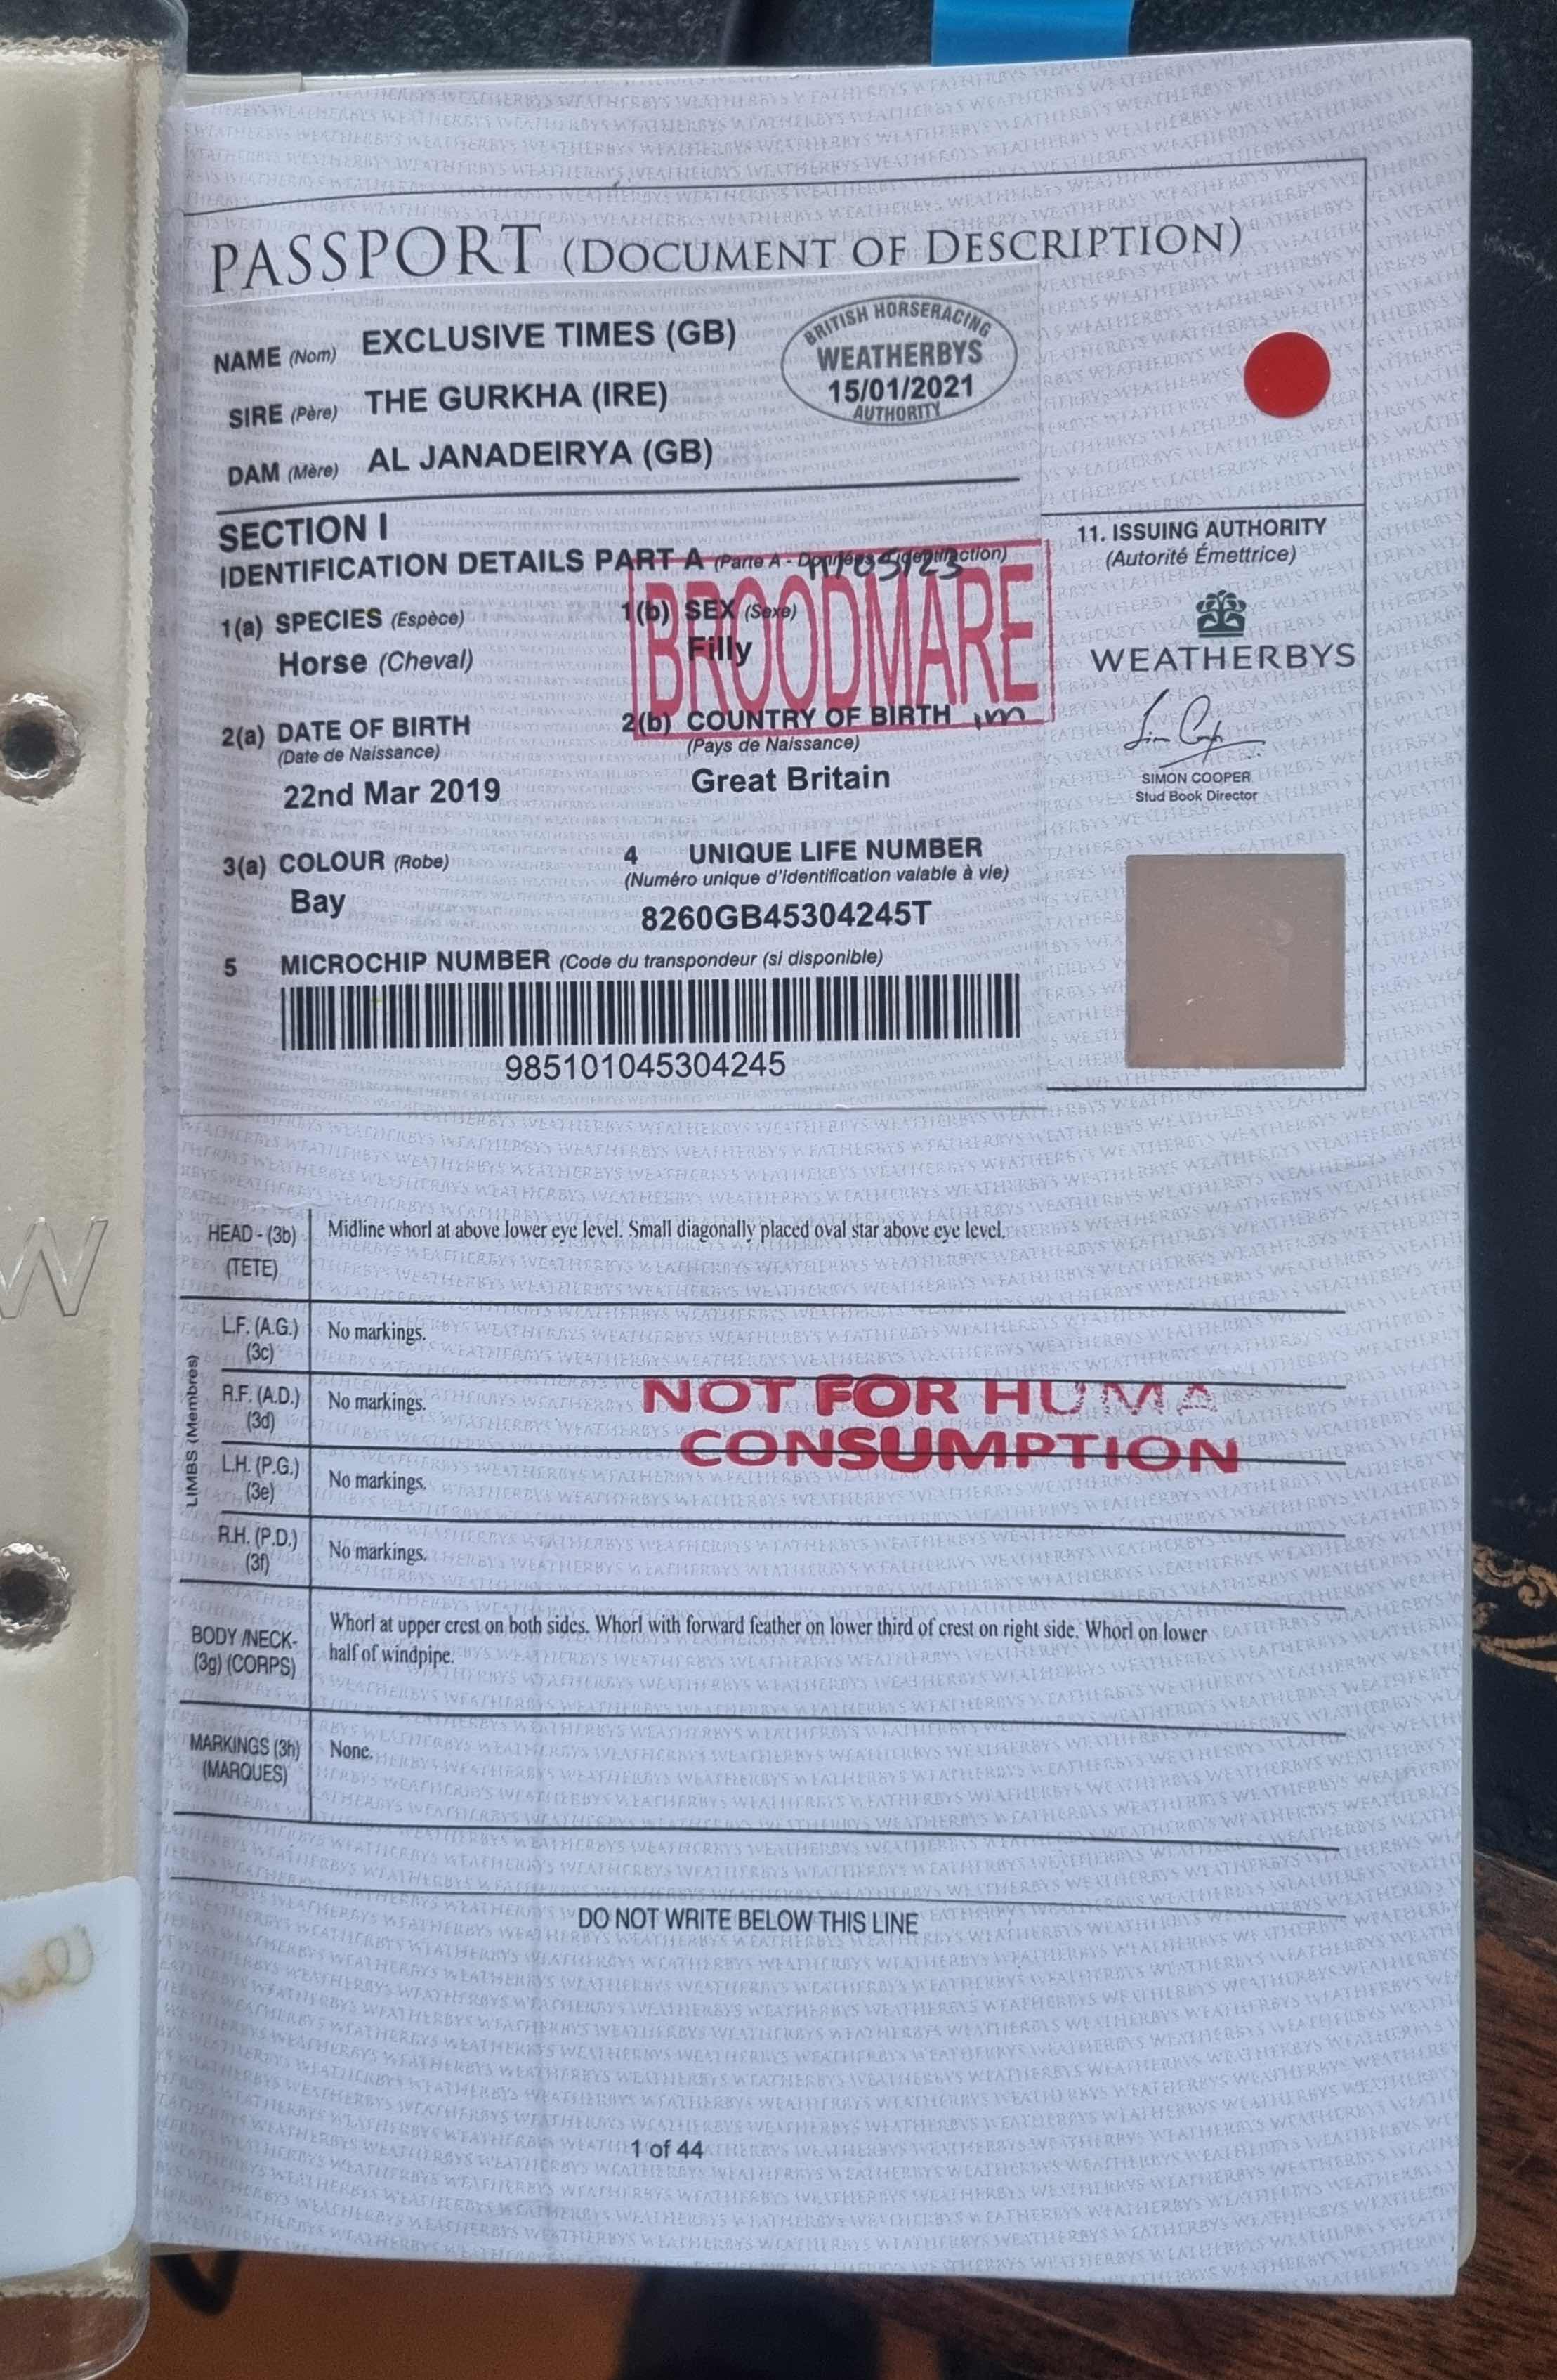 PASSPORT (DOCUMENT OF DESCRIPTION)
NAME (Nom) EXCLUSIVE TIMES (GB)
SIRE (Père) THE GURKHA (IRE)
DAM (Mère) AL JANADEIRYA (GB)
BRITISH HORSERACING
WEATHERBYS
15/01/2021
AUTHORITY
SECTION I
IDENTIFICATION DETAILS PART A (Parte A - Données d'identification)
BROODMARE
1(a) SPECIES (Espèce)
Horse (Cheval)
1(b) SEX (Sexe)
Filly
2(a) DATE OF BIRTH
(Date de Naissance)
22nd Mar 2019
2(b) COUNTRY OF BIRTH
(Pays de Naissance)
Great Britain
3(a) COLOUR (Robe)
Bay
4 UNIQUE LIFE NUMBER
(Numéro unique d'identification valable à vie)
8260GB45304245T
5 MICROCHIP NUMBER (Code du transpondeur (si disponible)
985101045304245
11. ISSUING AUTHORITY
(Autorité Émettrice)
WEATHERBYS
SIMON COOPER
Stud Book Director
HEAD - (3b)
(TETE)
Midline whorl at above lower eye level. Small diagonally placed oval star above eye level.
LIMBS (Membres)
L.F. (A.G.)
(3c)
No markings.
R.F. (A.D.)
(3d)
No markings.
NOT FOR HUMA
CONSUMPTION
L.H. (P.G.)
(3e)
No markings.
R.H. (P.D.)
(3f)
No markings.
BODY /NECK-
(3g) (CORPS)
Whorl at upper crest on both sides. Whorl with forward feather on lower third of crest on right side. Whorl on lower
half of windpipe.
MARKINGS (3h)
(MARQUES)
None.
DO NOT WRITE BELOW THIS LINE
1 of 44